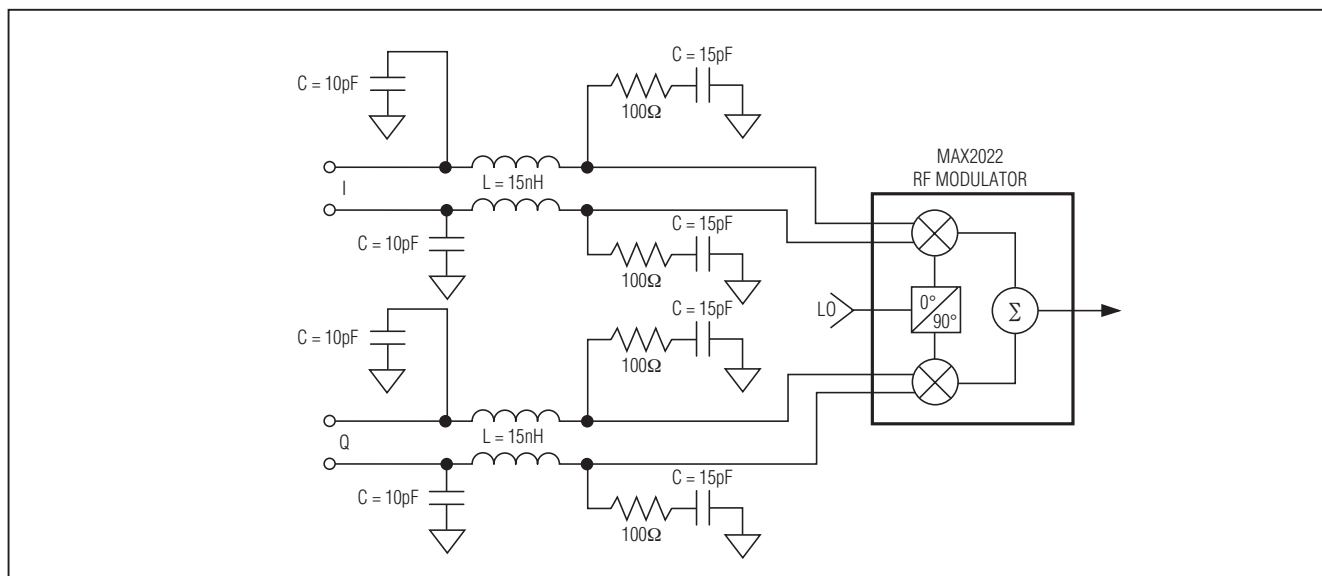 C = 15pF
C = 10pF
100Ω
MAX2022
RF MODULATOR
I
L = 15nH
C = 15pF
C = 10pF
100Ω
C = 15pF
LO
0°
90°
Σ
C = 10pF
100Ω
Q
L = 15nH
C = 15pF
C = 10pF
100Ω